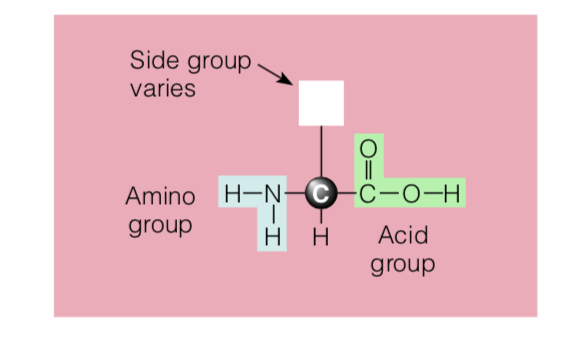 Side group
varies
O
Amino
group
H–N–C–C–O–H
H
H
Acid
group